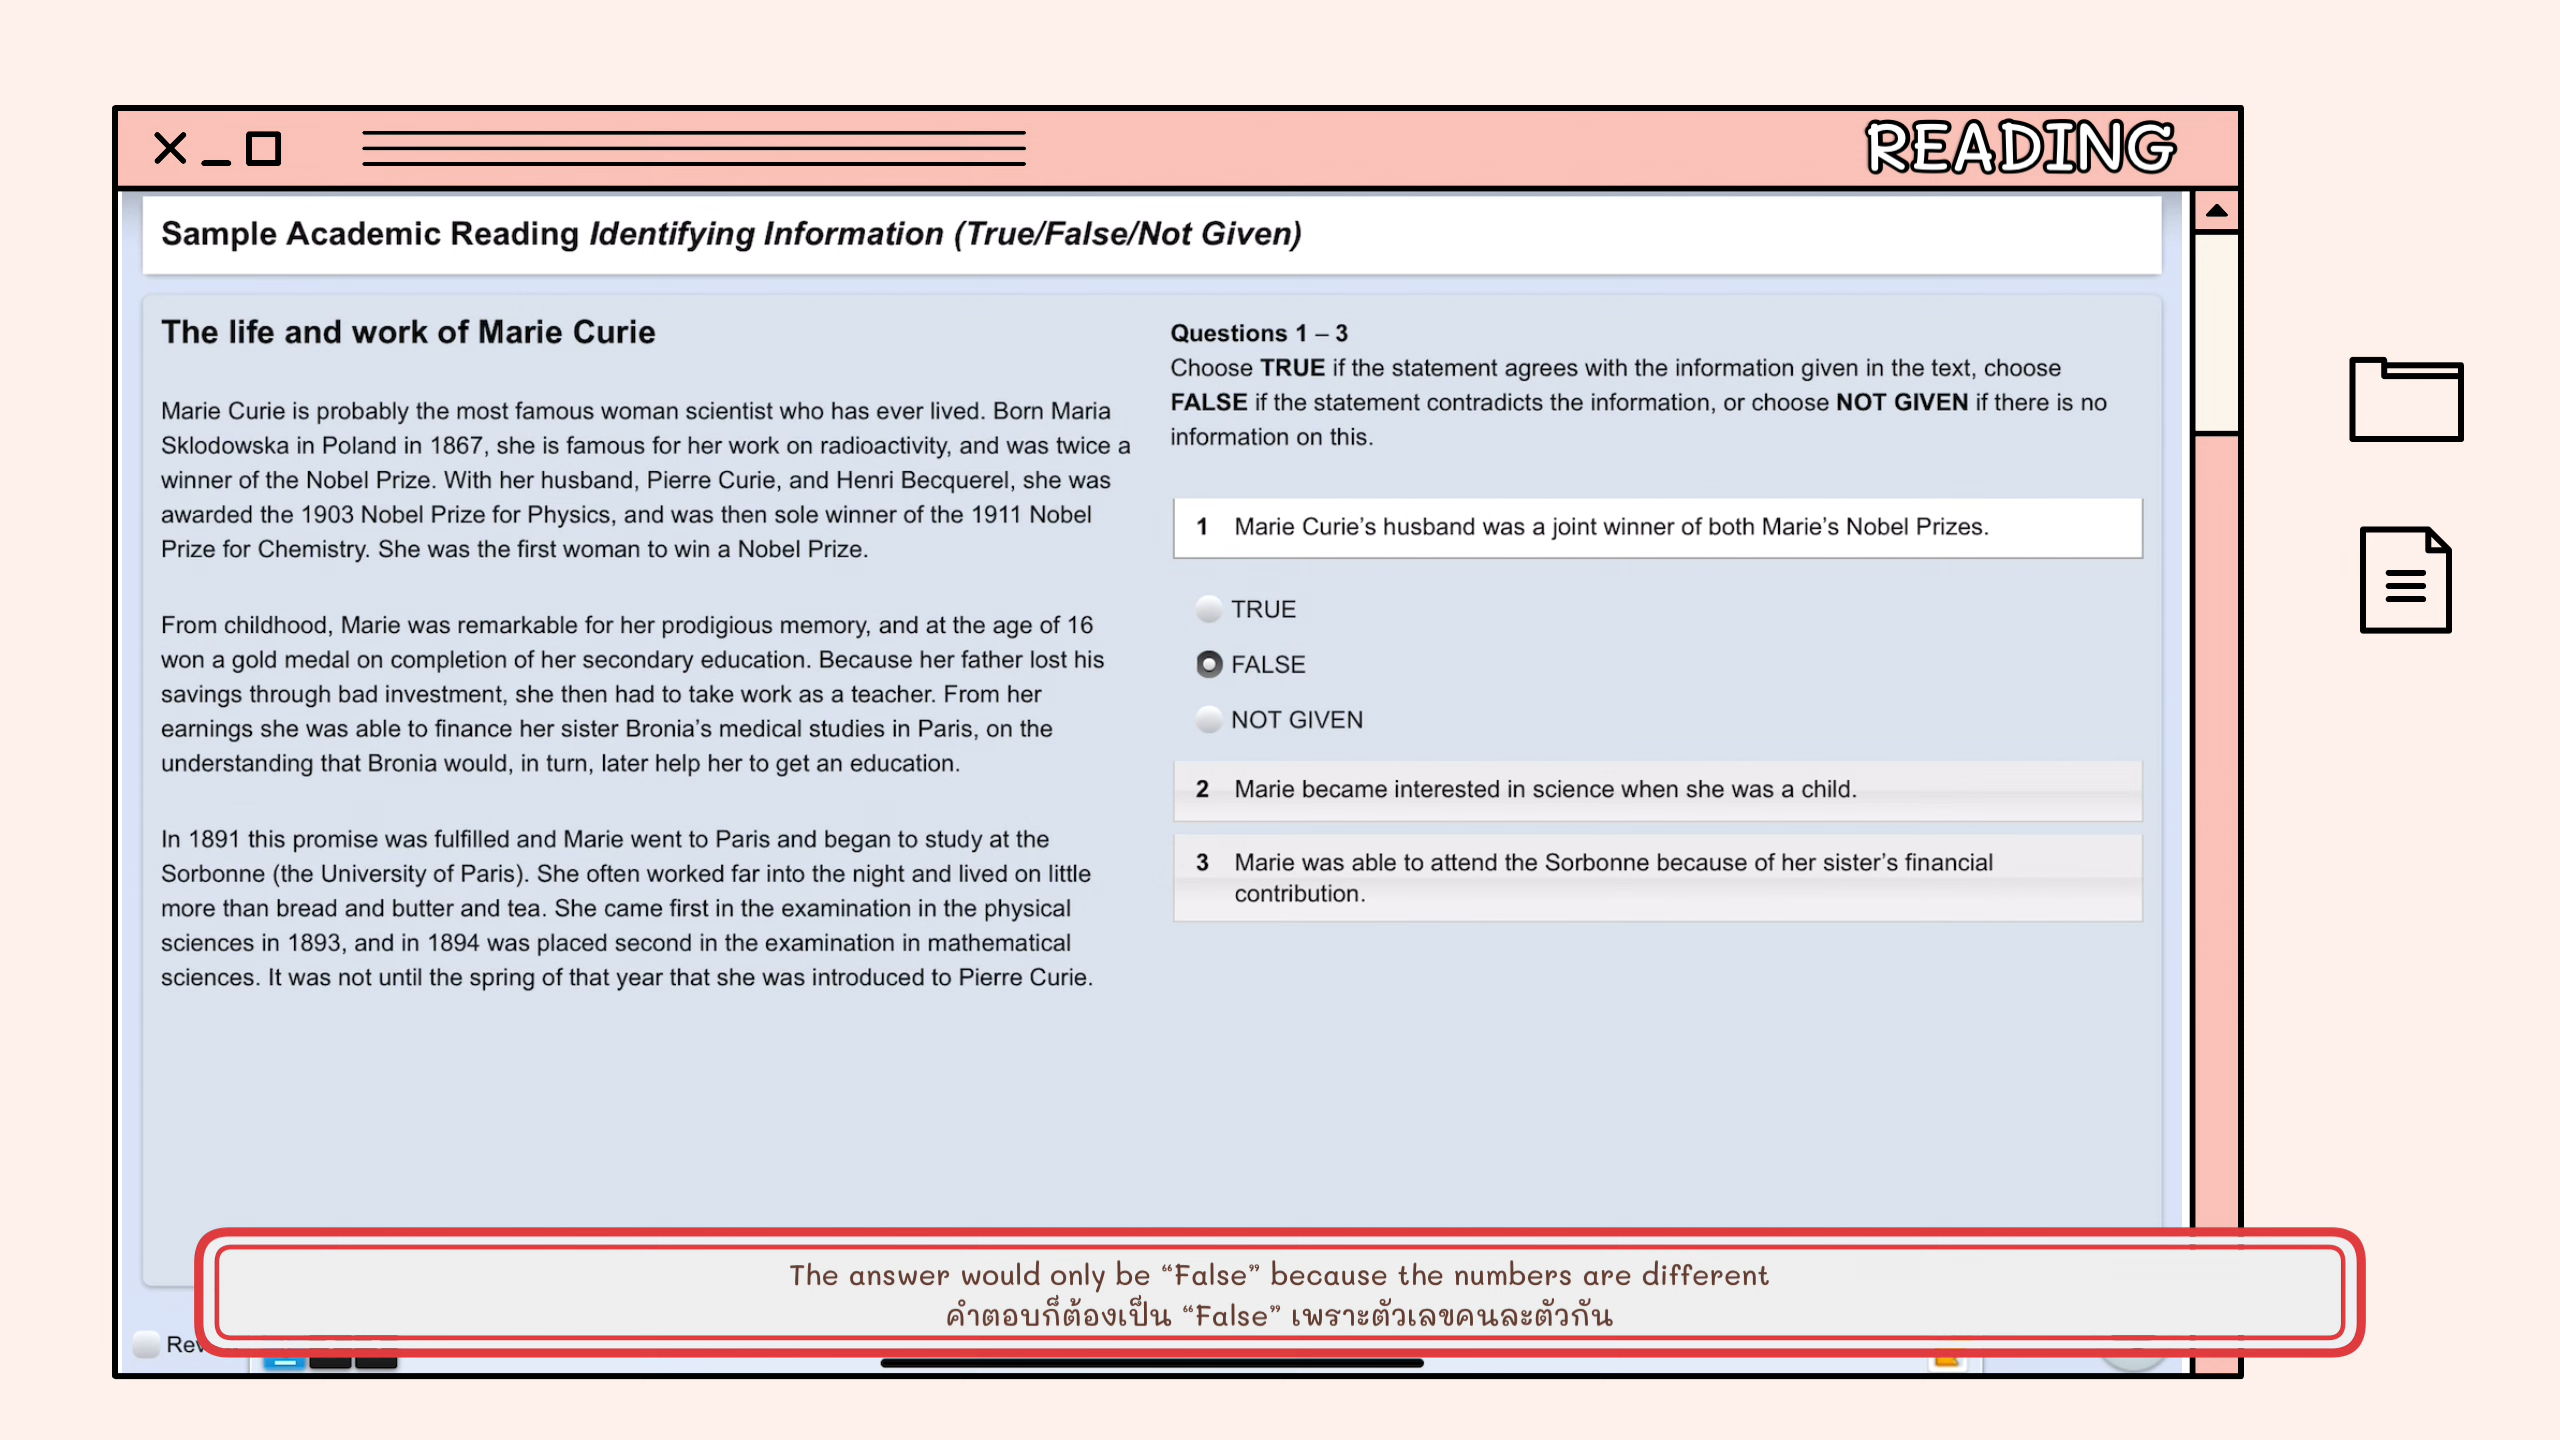 READING
Sample Academic Reading Identifying Information (True/False/Not Given)
The life and work of Marie Curie
Marie Curie is probably the most famous woman scientist who has ever lived. Born Maria
Sklodowska in Poland in 1867, she is famous for her work on radioactivity, and was twice a
winner of the Nobel Prize. With her husband, Pierre Curie, and Henri Becquerel, she was
awarded the 1903 Nobel Prize for Physics, and was then sole winner of the 1911 Nobel
Prize for Chemistry. She was the first woman to win a Nobel Prize.
From childhood, Marie was remarkable for her prodigious memory, and at the age of 16
won a gold medal on completion of her secondary education. Because her father lost his
savings through bad investment, she then had to take work as a teacher. From her
earnings she was able to finance her sister Bronia’s medical studies in Paris, on the
understanding that Bronia would, in turn, later help her to get an education.
In 1891 this promise was fulfilled and Marie went to Paris and began to study at the
Sorbonne (the University of Paris). She often worked far into the night and lived on little
more than bread and butter and tea. She came first in the examination in the physical
sciences in 1893, and in 1894 was placed second in the examination in mathematical
sciences. It was not until the spring of that year that she was introduced to Pierre Curie.
Questions 1 – 3
Choose TRUE if the statement agrees with the information given in the text, choose
FALSE if the statement contradicts the information, or choose NOT GIVEN if there is no
information on this.
1 Marie Curie’s husband was a joint winner of both Marie’s Nobel Prizes.
TRUE
FALSE
NOT GIVEN
2 Marie became interested in science when she was a child.
3 Marie was able to attend the Sorbonne because of her sister’s financial
contribution.
The answer would only be “False” because the numbers are different
คำตอบก็ต้องเป็น “False” เพราะตัวเลขคนละตัวกัน